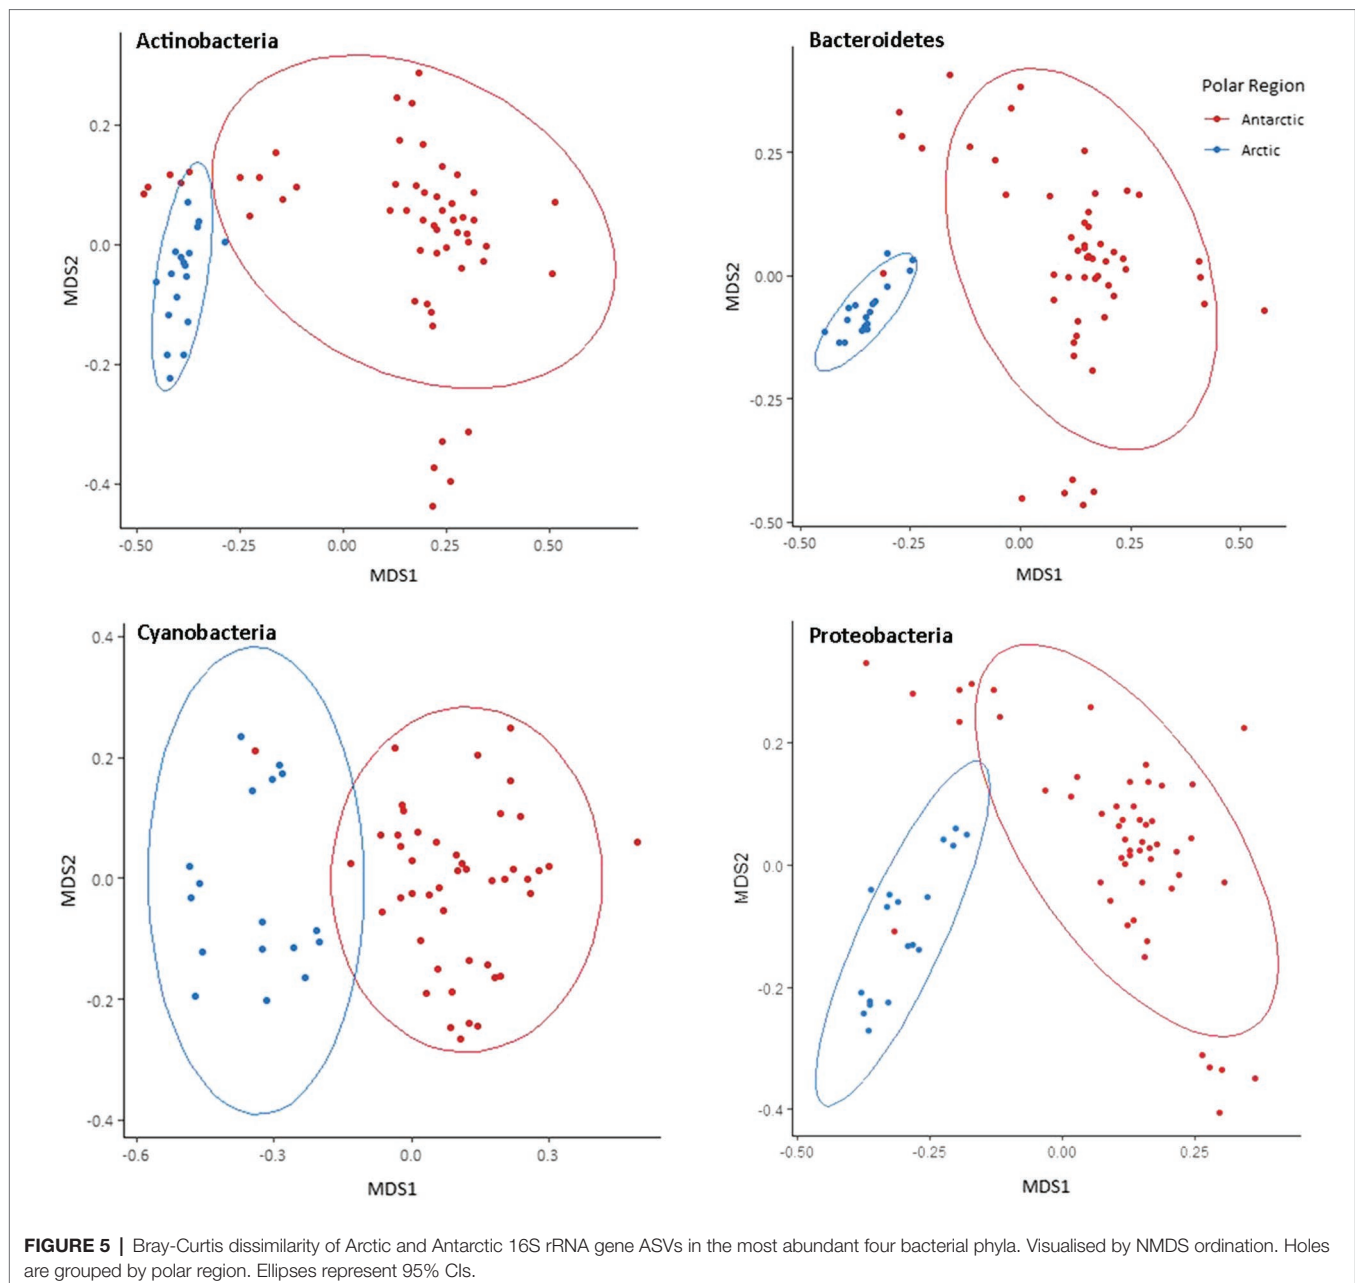 Actinobacteria
0.2
0.0
-0.2
-0.4
MDS2
-0.50
-0.25
0.00
0.25
0.50
MDS1
Bacteroidetes
Polar Region
Antarctic
Arctic
0.25
0.00
-0.25
-0.50
MDS2
-0.50
-0.25
0.00
0.25
0.50
MDS1
Cyanobacteria
0.4
0.2
0.0
-0.2
-0.4
MDS2
-0.6
-0.3
0.0
0.3
MDS1
Proteobacteria
0.2
0.0
-0.2
-0.4
MDS2
-0.50
-0.25
0.00
0.25
MDS1
FIGURE 5 | Bray-Curtis dissimilarity of Arctic and Antarctic 16S rRNA gene ASVs in the most abundant four bacterial phyla. Visualised by NMDS ordination. Holes
are grouped by polar region. Ellipses represent 95% CIs.